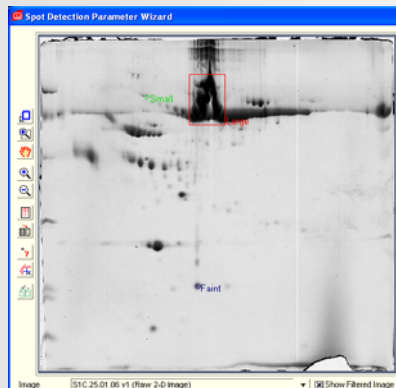 Spot Detection Parameter Wizard
Small
Large
Faint
Image S1C.25.01.06 v1 (Raw 2-D Image) Show Filtered Image